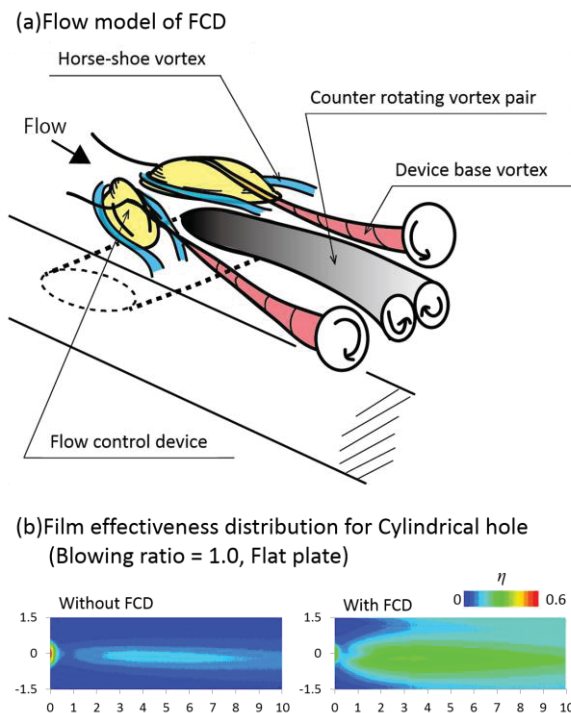 (a)Flow model of FCD
Horse-shoe vortex
Counter rotating vortex pair
Flow
Device base vortex
Flow control device
(b)Film effectiveness distribution for Cylindrical hole
(Blowing ratio = 1.0, Flat plate)
η
Without FCD
With FCD
0 0.6
1.5
0
-1.5
0 1 2 3 4 5 6 7 8 9 10
1.5
0
-1.5
0 1 2 3 4 5 6 7 8 9 10